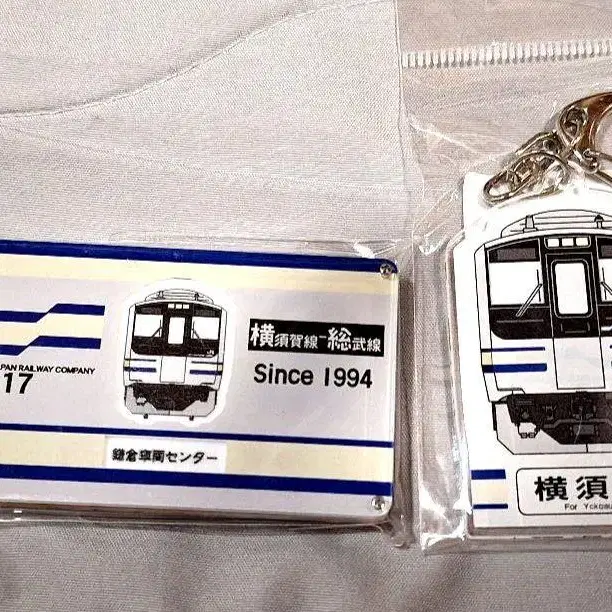 PAN RAILWAY COMPANY
17
横須賀線-総武線
Since 1994
鎌倉車両センター
横須
For Yokosu